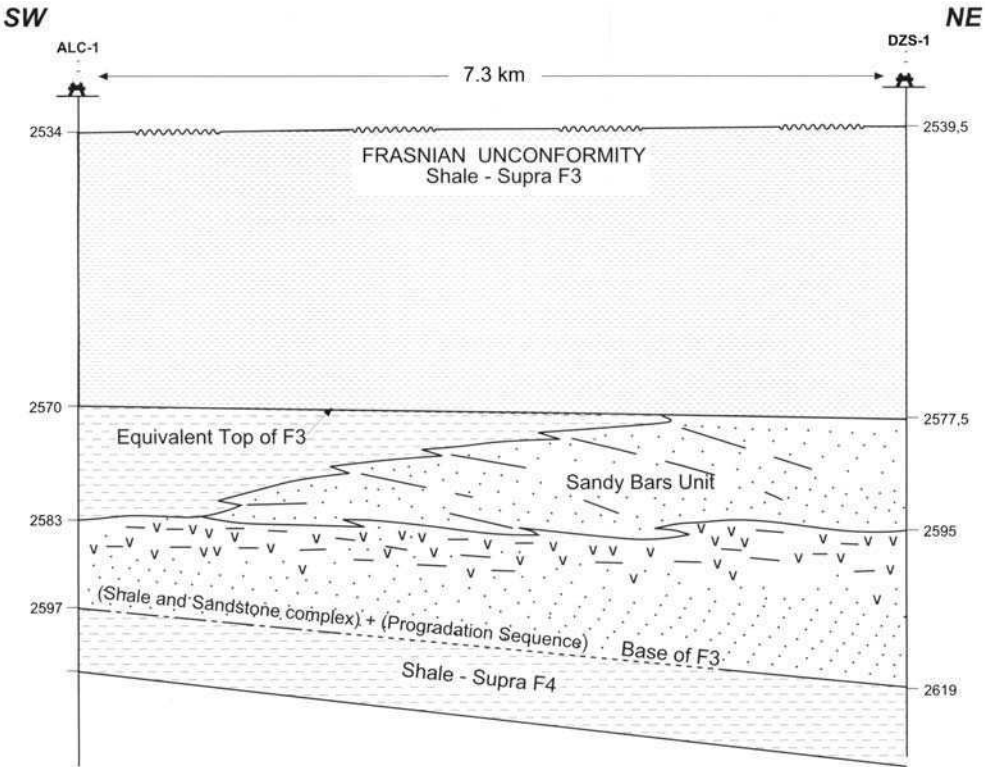 SW
NE
ALC-1
DZS-1
7.3 km
2534
2539,5
FRASNIAN UNCONFORMITY
Shale - Supra F3
2570
2577,5
Equivalent Top of F3
Sandy Bars Unit
2583
2595
2597
(Shale and Sandstone complex) + (Progradation Sequence)
Base of F3
Shale - Supra F4
2619